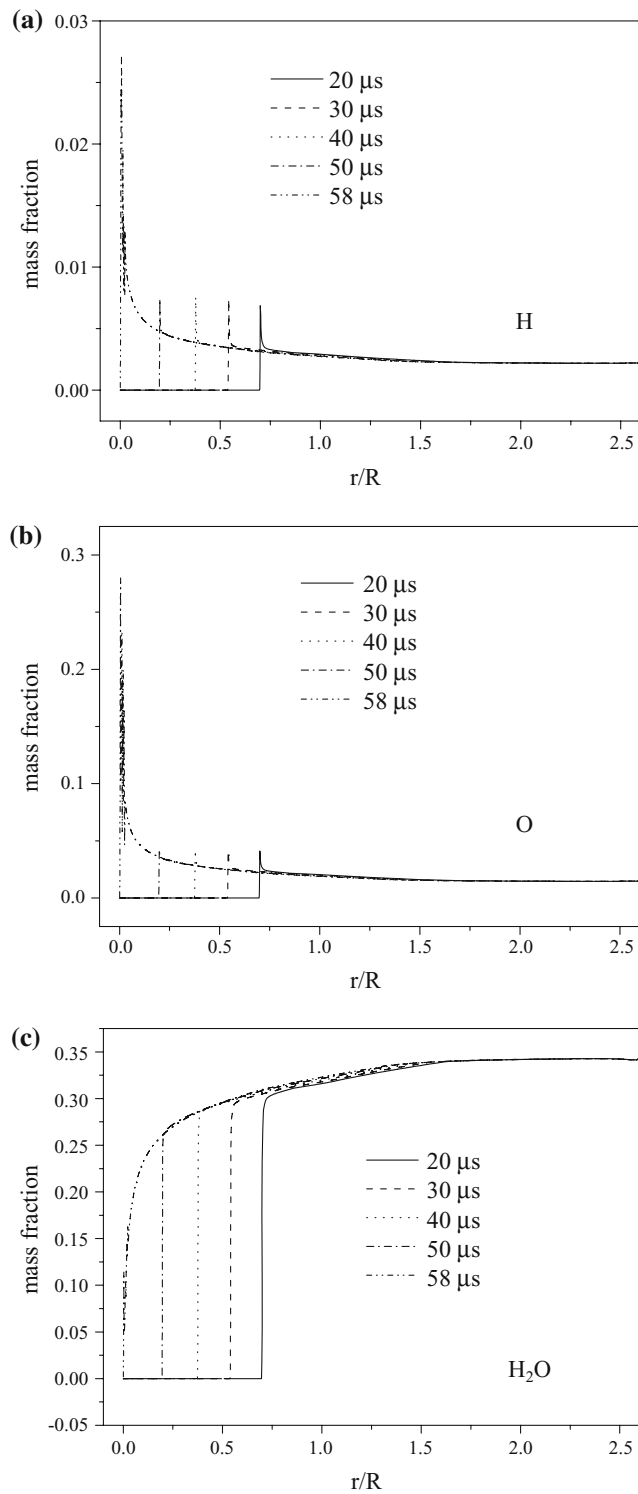 (a)
0.03
0.02
0.01
0.00
mass fraction
20 µs
30 µs
40 µs
50 µs
58 µs
H
0.0 0.5 1.0 1.5 2.0 2.5
r/R
(b)
0.3
0.2
0.1
0.0
mass fraction
20 µs
30 µs
40 µs
50 µs
58 µs
O
0.0 0.5 1.0 1.5 2.0 2.5
r/R
(c)
0.35
0.30
0.25
0.20
0.15
0.10
0.05
0.00
-0.05
mass fraction
20 µs
30 µs
40 µs
50 µs
58 µs
H₂O
0.0 0.5 1.0 1.5 2.0 2.5
r/R